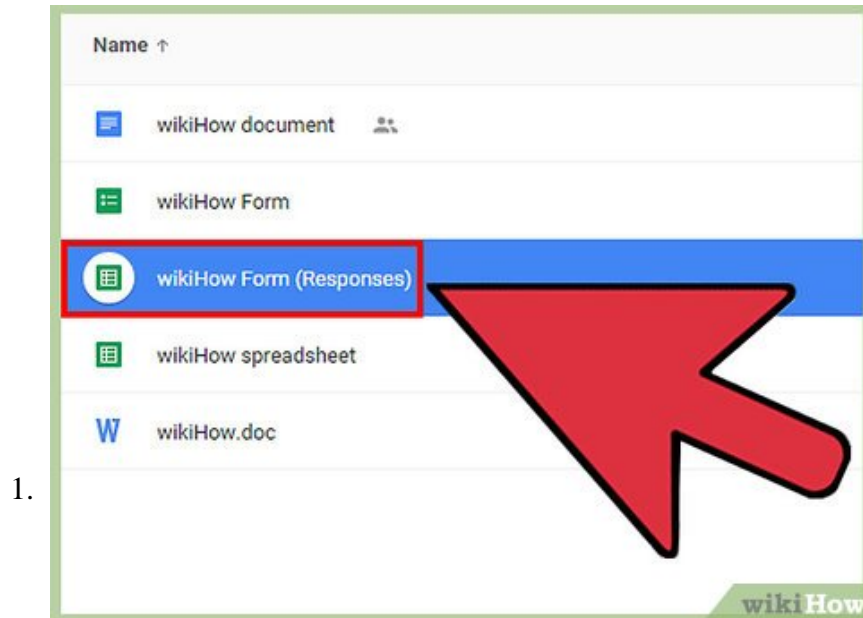 Name ↑
wikiHow document
wikiHow Form
wikiHow Form (Responses)
wikiHow spreadsheet
W wikiHow.doc
1.
wikiHow